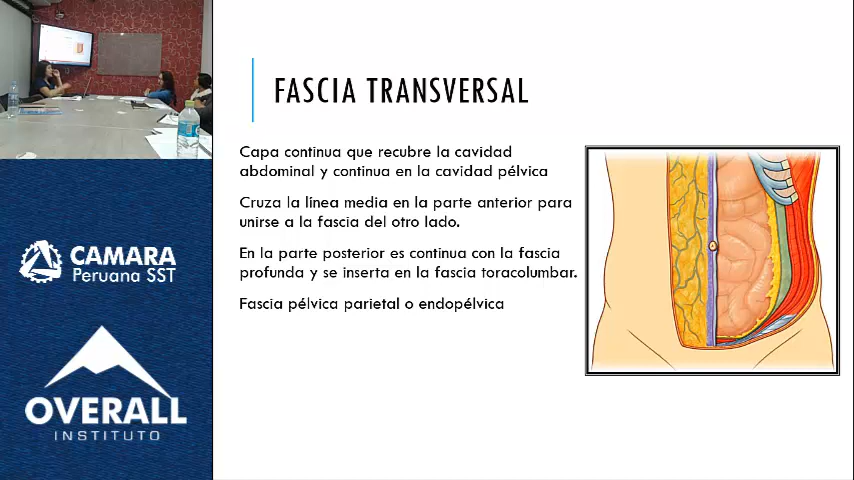 FASCIA TRANSVERSAL
Capa continua que recubre la cavidad
abdominal y continua en la cavidad pélvica
Cruza la línea media en la parte anterior para
unirse a la fascia del otro lado.
En la parte posterior es continua con la fascia
profunda y se inserta en la fascia toracolumbar.
Fascia pélvica parietal o endopélvica
CAMARA
Peruana SST
OVERALL
INSTITUTO